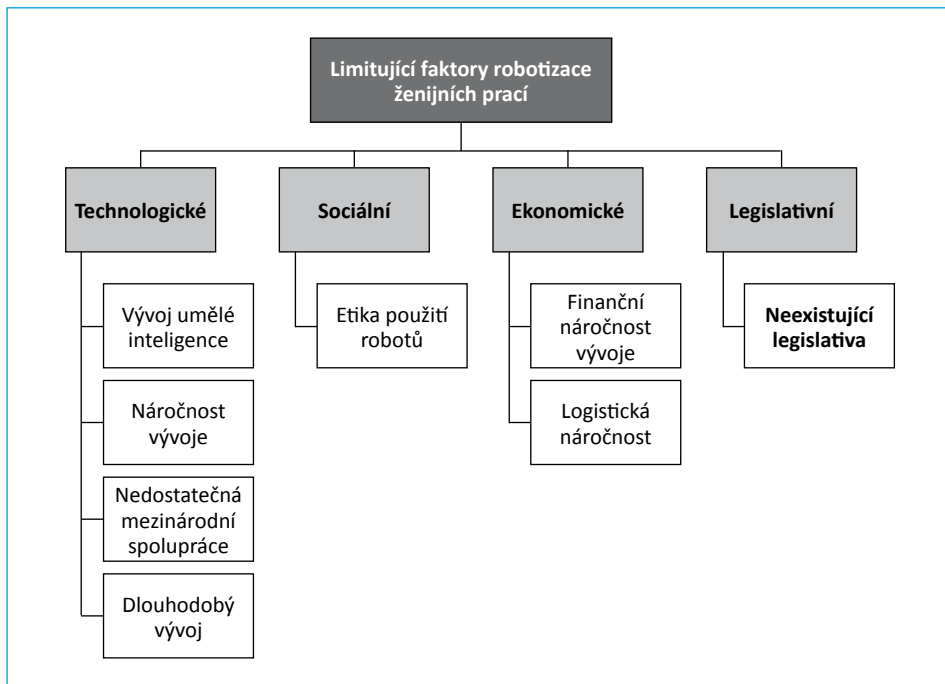 Limitující faktory robotizace
ženijních prací
Technologické
Sociální
Ekonomické
Legislativní
Vývoj umělé
inteligence
Náročnost
vývoje
Nedostatečná
mezinárodní
spolupráce
Dlouhodobý
vývoj
Etika použití
robotů
Finanční
náročnost
vývoje
Logistická
náročnost
Neexistující
legislativa